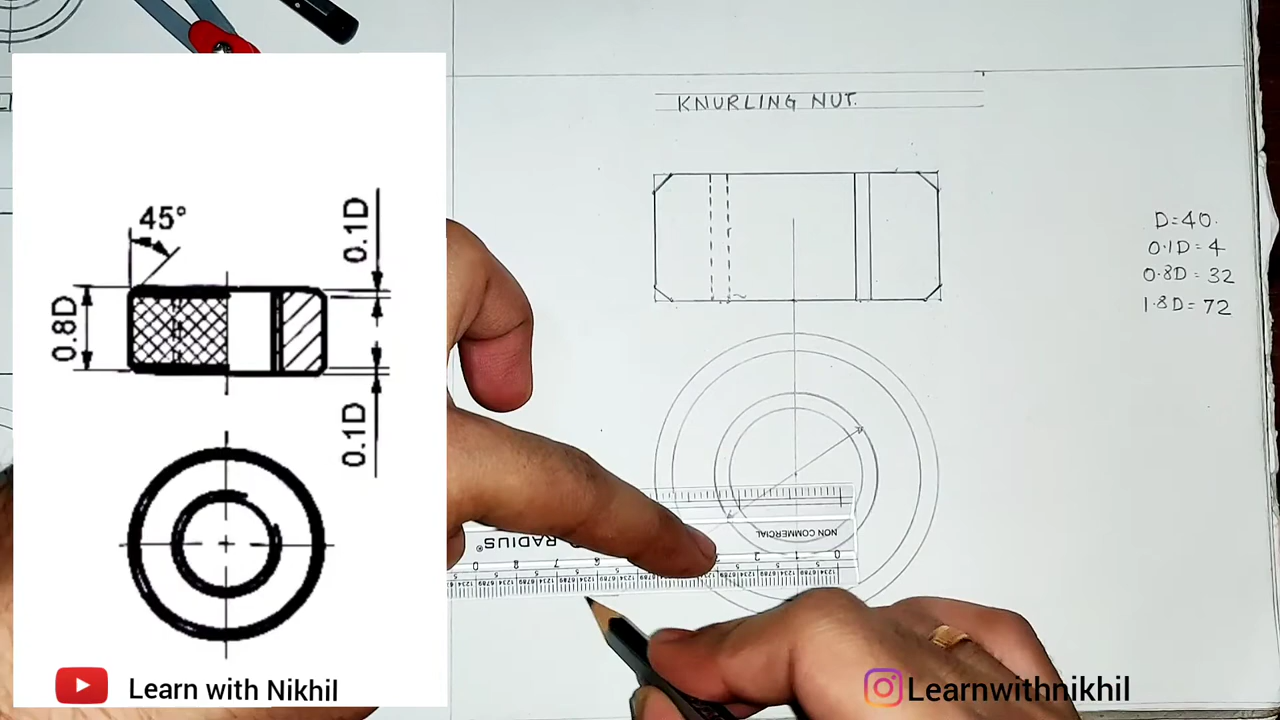 KNURLING NUT.
45°
0.1D
0.8D
0.1D
D=40.
0.1D = 4
0.8D = 32
1.8D = 72
NON COMMERCIAL
RADIUS®
Learn with Nikhil
Learnwithnikhil